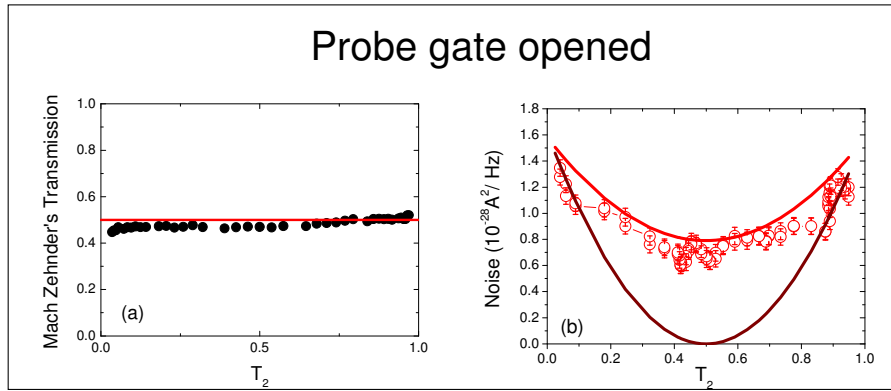 Probe gate opened
Mach Zehnder's Transmission
1.0
0.8
0.6
0.4
0.2
0.0
(a)
0.0 0.5 1.0
T2
Noise (10-28A2/ Hz)
1.8
1.6
1.4
1.2
1.0
0.8
0.6
0.4
0.2
0.0
(b)
0.0 0.2 0.4 0.6 0.8 1.0
T2